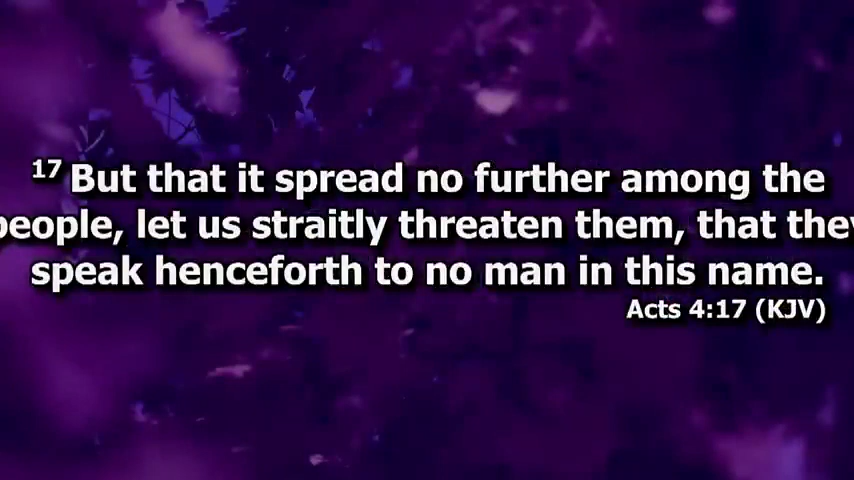 17 But that it spread no further among the
people, let us straitly threaten them, that they
speak henceforth to no man in this name.
Acts 4:17 (KJV)